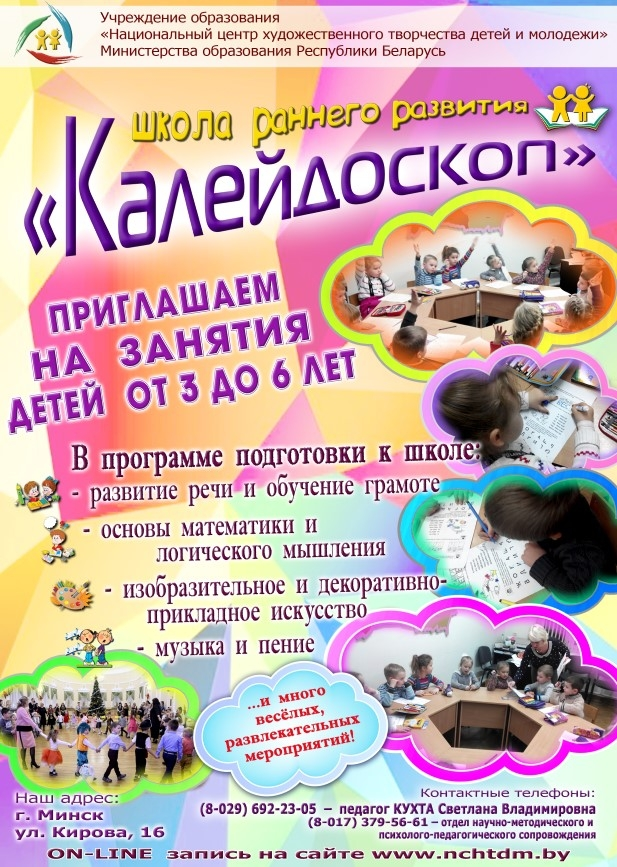 Учреждение образования
«Национальный центр художественного творчества детей и молодежи»
Министерства образования Республики Беларусь
школа раннего развития
«Калейдоскоп»
ПРИГЛАШАЕМ
НА ЗАНЯТИЯ
ДЕТЕЙ ОТ 3 ДО 6 ЛЕТ
В программе подготовки к школе:
- развитие речи и обучение грамоте
- основы математики и
логического мышления
- изобразительное и декоративно-
прикладное искусство
- музыка и пение
...и много
весёлых,
развлекательных
мероприятий!
Наш адрес:
г. Минск
ул. Кирова, 16
Контактные телефоны:
(8-029) 692-23-05 – педагог КУХТА Светлана Владимировна
(8-017) 379-56-61 – отдел научно-методического и
психолого-педагогического сопровождения
ON-LINE запись на сайте www.nchtdm.by